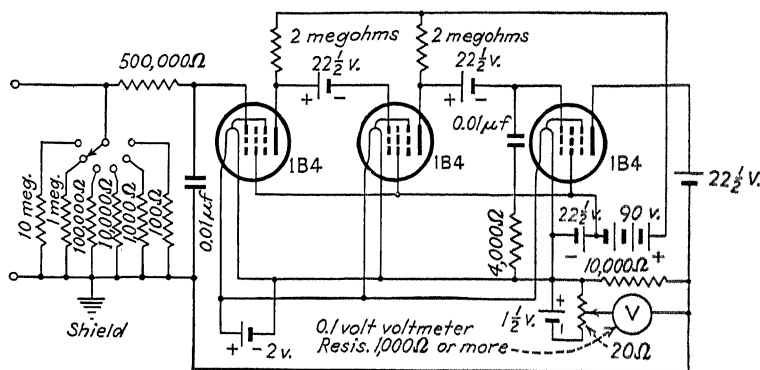 2 megohms
2 megohms
500,000Ω
22½ v.
22½ v.
+ -
+ -
0.01μf
1B4
1B4
1B4
22½ v.
10 meg.
1 meg.
100,000Ω
10,000Ω
1,000Ω
100Ω
0.01μf
4,000Ω
22½ v.
90 v.
- +
10,000Ω
Shield
+ - 2 v.
0.1 volt voltmeter
Resis. 1,000Ω or more
1½ v.
+
-
V
20Ω